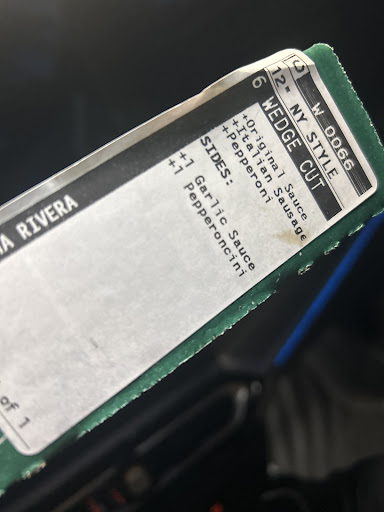 W 0066
12" NY STYLE
6 WEDGE CUT
+Original Sauce
+Italian Sausage
+Pepperoni
SIDES:
+1 Garlic Sauce
+1 Pepperoncini
RIVERA
of 1